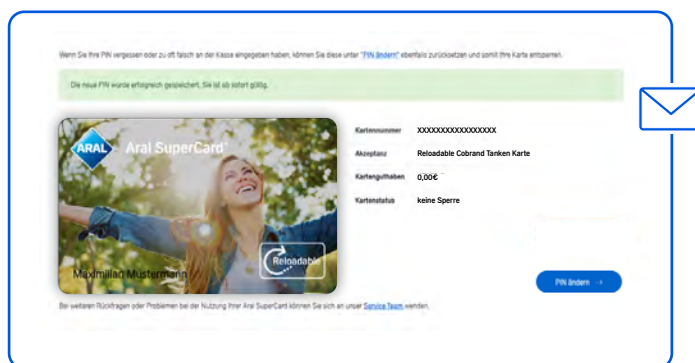 Wenn Sie Ihre PIN vergessen oder zu oft falsch an der Kasse eingegeben haben, können Sie diese unter "PIN ändern" ebenfalls zurücksetzen und somit Ihre Karte entsperren.
Die neue PIN wurde erfolgreich gespeichert. Sie ist ab sofort gültig.
ARAL
Aral SuperCard
Reloadable
Maximilian Mustermann
Kartennummer XXXXXXXXXXXXXXXXX
Akzeptanz Reloadable Cobrand Tanken Karte
Kartenguthaben 0,00€
Kartenstatus keine Sperre
PIN ändern →
Bei weiteren Rückfragen oder Problemen bei der Nutzung Ihrer Aral SuperCard können Sie sich an unser Service Team wenden.